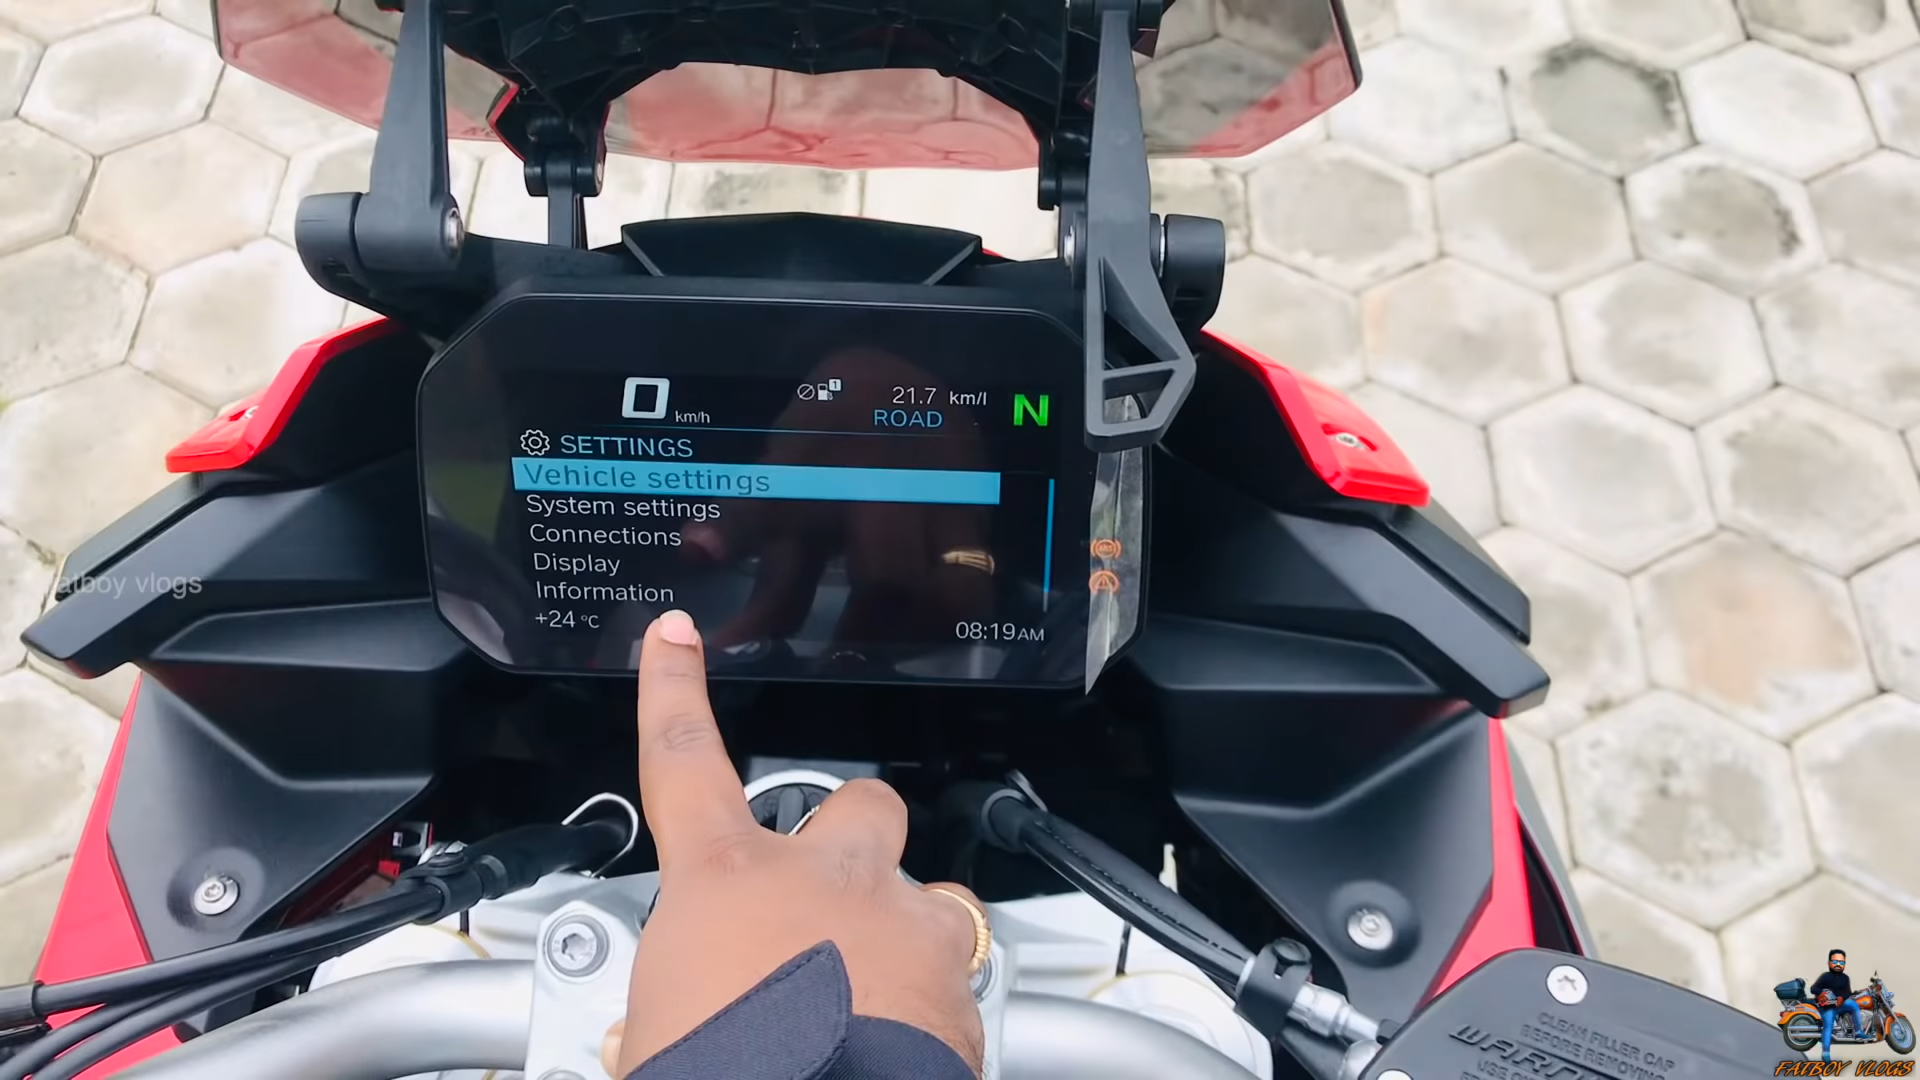 0 km/h
1
21.7 km/l
ROAD
N
SETTINGS
Vehicle settings
System settings
Connections
Display
Information
+24 °C
08:19AM
fatboy vlogs
CLEAN FILLER CAP
BEFORE REMOVING
FATBOY VLOGS